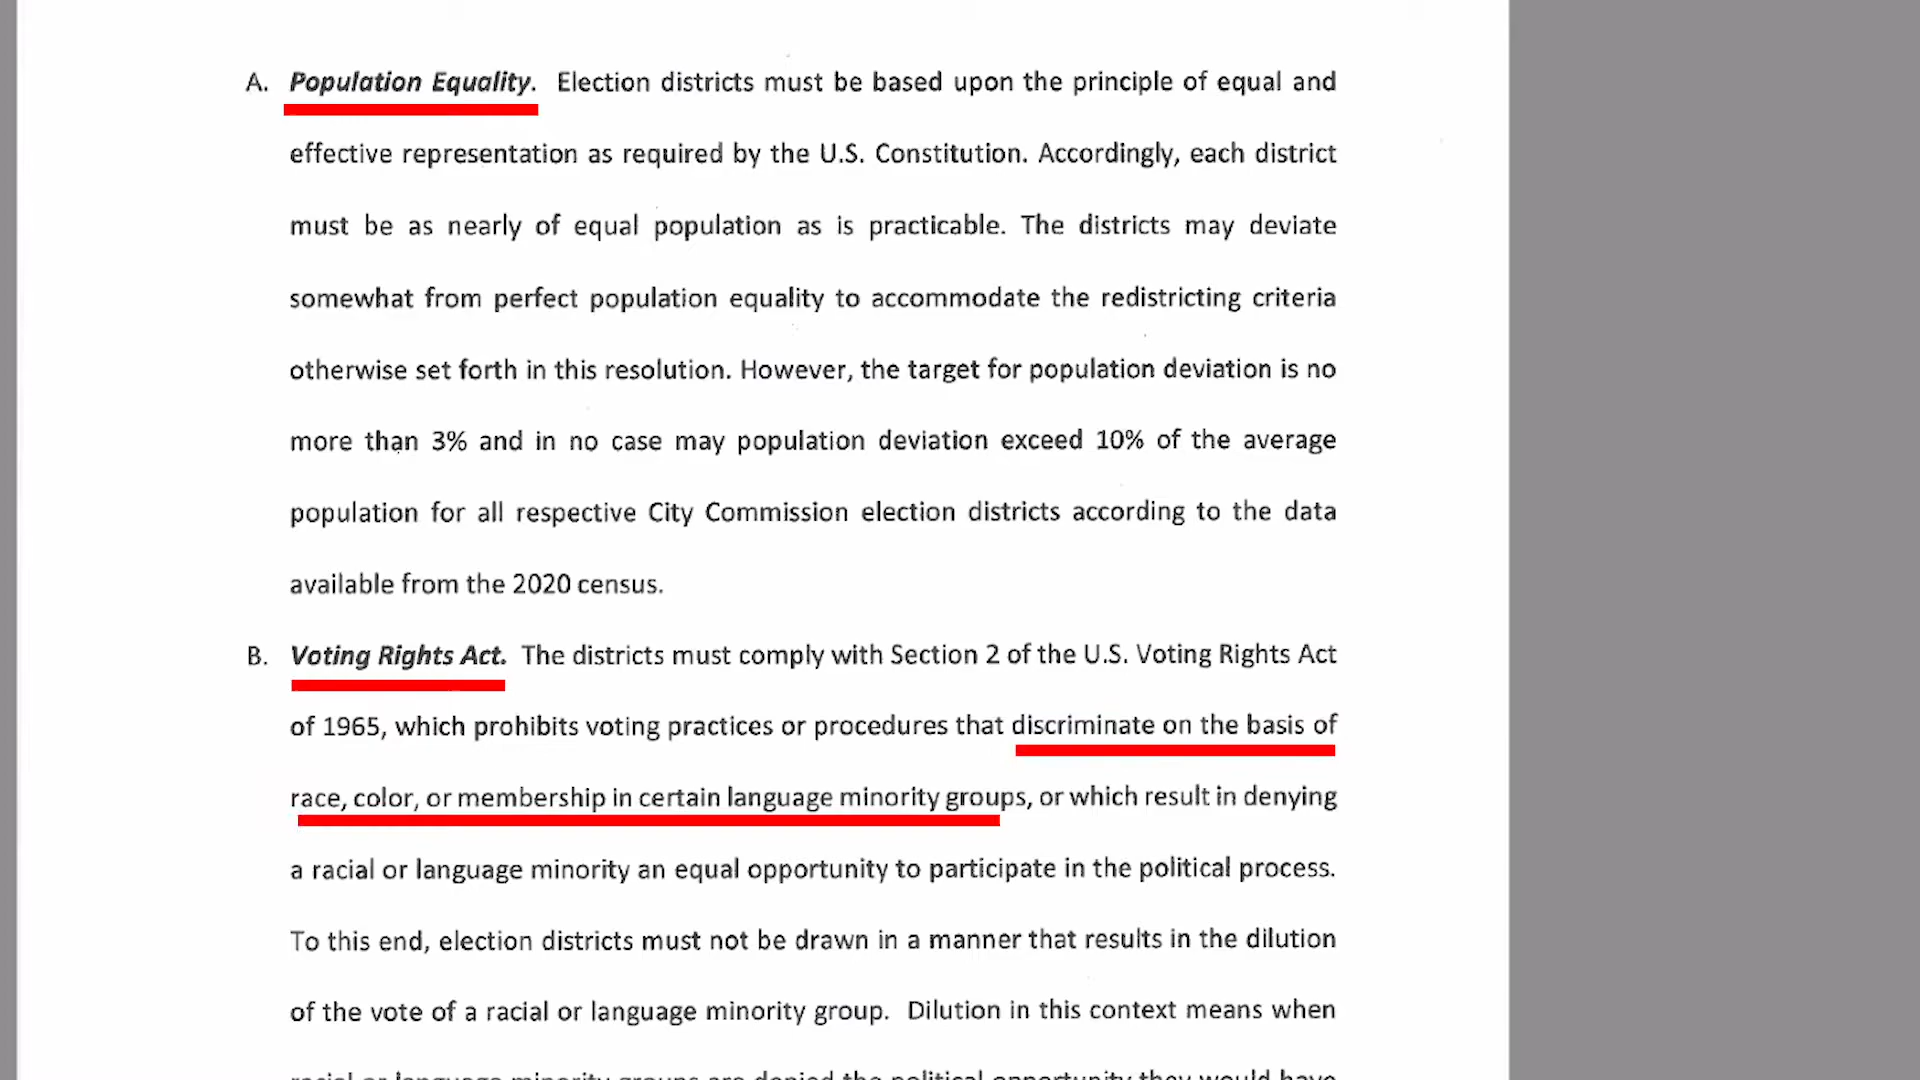 A. Population Equality. Election districts must be based upon the principle of equal and
effective representation as required by the U.S. Constitution. Accordingly, each district
must be as nearly of equal population as is practicable. The districts may deviate
somewhat from perfect population equality to accommodate the redistricting criteria
otherwise set forth in this resolution. However, the target for population deviation is no
more than 3% and in no case may population deviation exceed 10% of the average
population for all respective City Commission election districts according to the data
available from the 2020 census.
B. Voting Rights Act. The districts must comply with Section 2 of the U.S. Voting Rights Act
of 1965, which prohibits voting practices or procedures that discriminate on the basis of
race, color, or membership in certain language minority groups, or which result in denying
a racial or language minority an equal opportunity to participate in the political process.
To this end, election districts must not be drawn in a manner that results in the dilution
of the vote of a racial or language minority group. Dilution in this context means when
racial or language minority groups are denied the political opportunity they would have